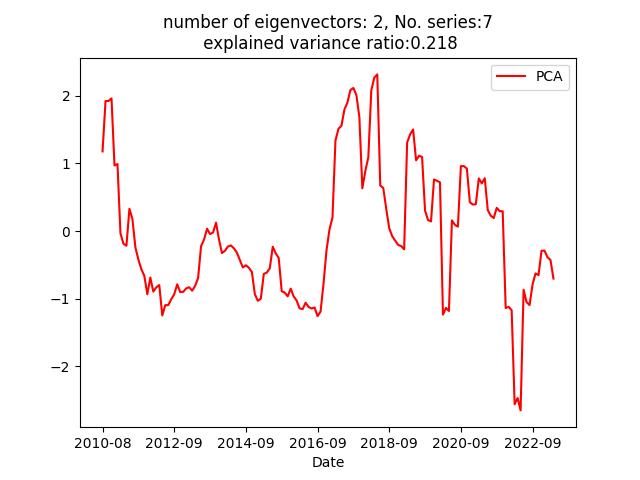 number of eigenvectors: 2, No. series:7
explained variance ratio:0.218
PCA
2
1
0
−1
−2
2010-08 2012-09 2014-09 2016-09 2018-09 2020-09 2022-09
Date